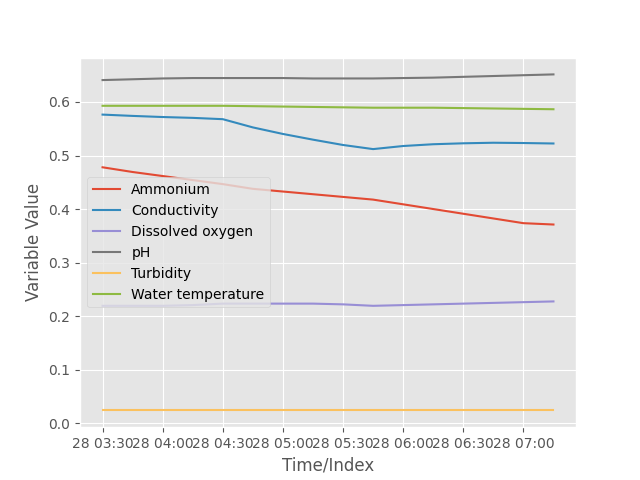 Variable Value
0.6
0.5
0.4
0.3
0.2
0.1
0.0
Ammonium
Conductivity
Dissolved oxygen
pH
Turbidity
Water temperature
28 03:30 28 04:00 28 04:30 28 05:00 28 05:30 28 06:00 28 06:30 28 07:00
Time/Index